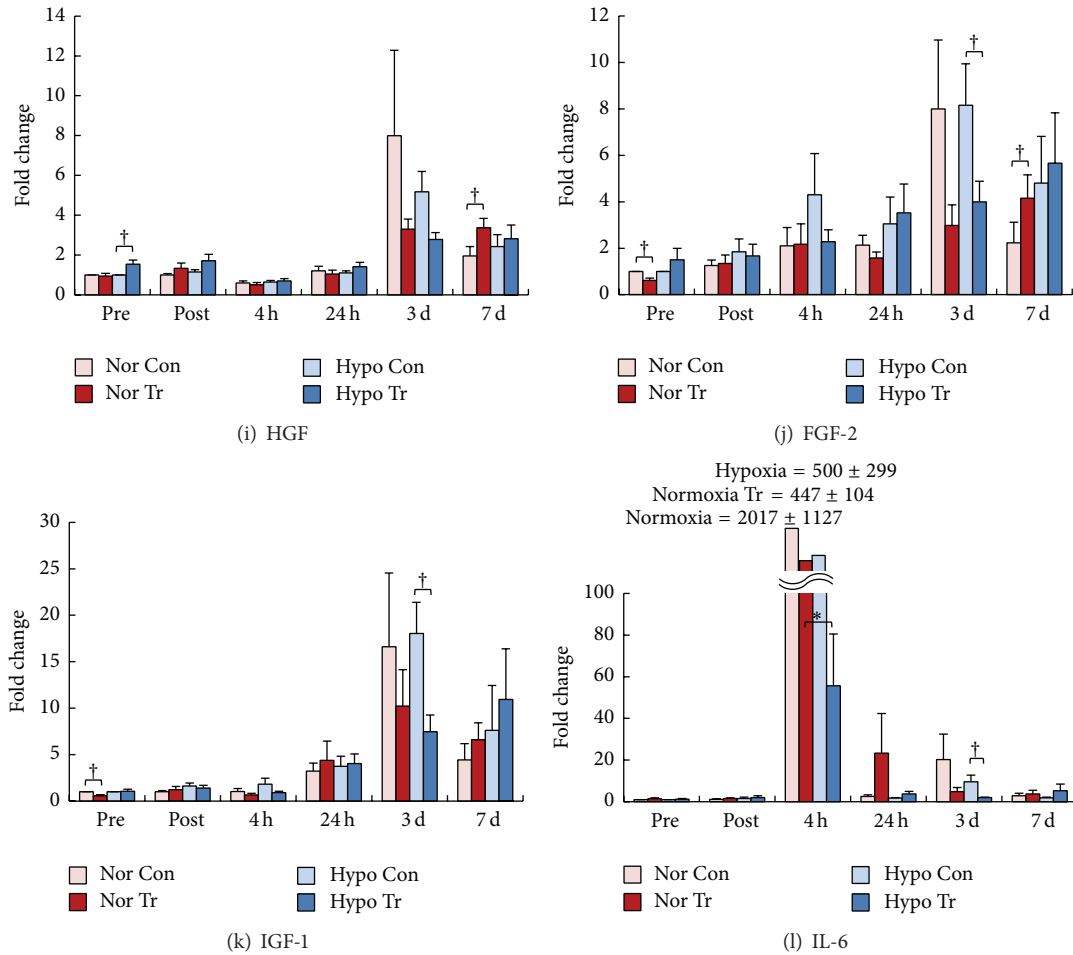 14
12
10
8
6
4
2
0
Fold change
†
†
Pre Post 4 h 24 h 3 d 7 d
Nor Con Hypo Con
Nor Tr Hypo Tr
(i) HGF
12
10
8
6
4
2
0
Fold change
†
†
†
Pre Post 4 h 24 h 3 d 7 d
Nor Con Hypo Con
Nor Tr Hypo Tr
(j) FGF-2
30
25
20
15
10
5
0
Fold change
†
†
Pre Post 4 h 24 h 3 d 7 d
Nor Con Hypo Con
Nor Tr Hypo Tr
(k) IGF-1
Hypoxia = 500 ± 299
Normoxia Tr = 447 ± 104
Normoxia = 2017 ± 1127
100
80
60
40
20
0
Fold change
*
†
Pre Post 4 h 24 h 3 d 7 d
Nor Con Hypo Con
Nor Tr Hypo Tr
(l) IL-6